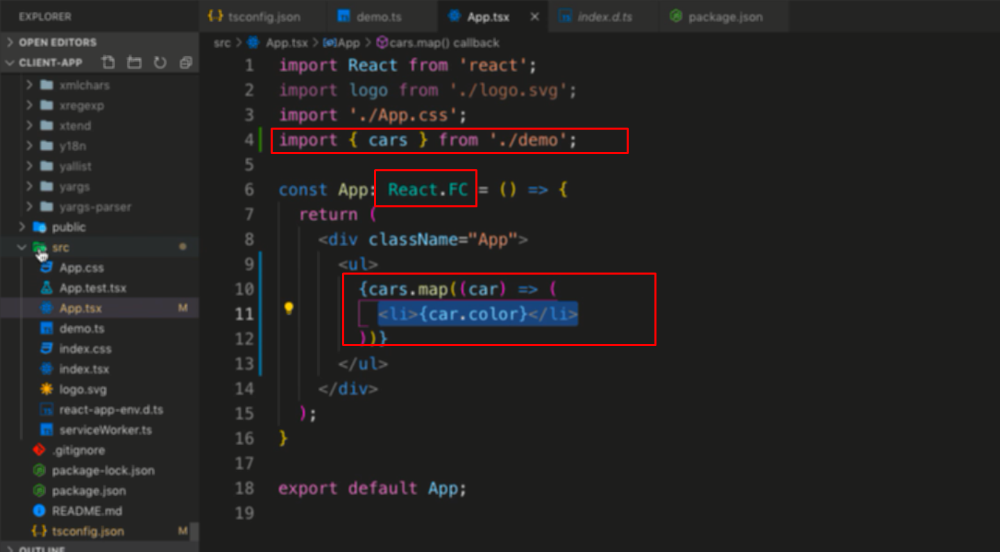 EXPLORER
tsconfig.json
demo.ts
App.tsx
index.d.ts
package.json
OPEN EDITORS
src > App.tsx > App > cars.map() callback
CLIENT-APP
xmlchars
xregexp
xtend
y18n
yallist
yargs
yargs-parser
public
src
App.css
App.test.tsx
App.tsx M
demo.ts
index.css
index.tsx
logo.svg
react-app-env.d.ts
serviceWorker.ts
.gitignore
package-lock.json
package.json
README.md
tsconfig.json M
OUTLINE
1 import React from 'react';
2 import logo from './logo.svg';
3 import './App.css';
4 import { cars } from './demo';
5
6 const App: React.FC = () => {
7 return (
8 <div className="App">
9 <ul>
10 {cars.map((car) => (
11 <li>{car.color}</li>
12 ))}
13 </ul>
14 </div>
15 );
16 }
17
18 export default App;
19